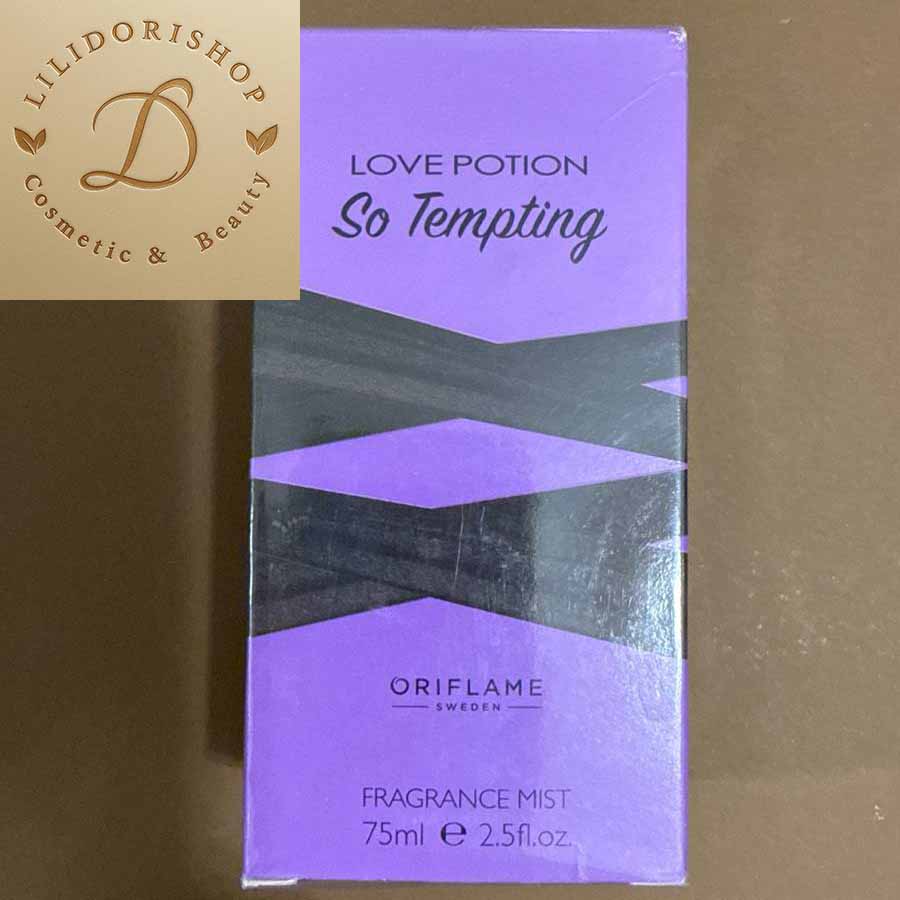 LILIDORISHOP
D
Cosmetic & Beauty
LOVE POTION
So Tempting
ORIFLAME
SWEDEN
FRAGRANCE MIST
75ml e 2.5fl.oz.